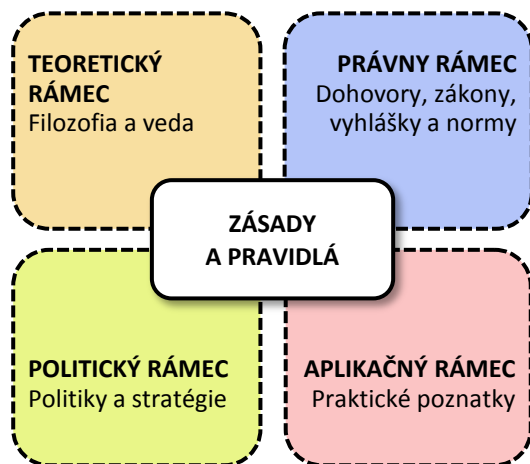 TEORETICKÝ
RÁMEC
Filozofia a veda
PRÁVNY RÁMEC
Dohovory, zákony,
vyhlášky a normy
ZÁSADY
A PRAVIDLÁ
POLITICKÝ RÁMEC
Politiky a stratégie
APLIKAČNÝ RÁMEC
Praktické poznatky